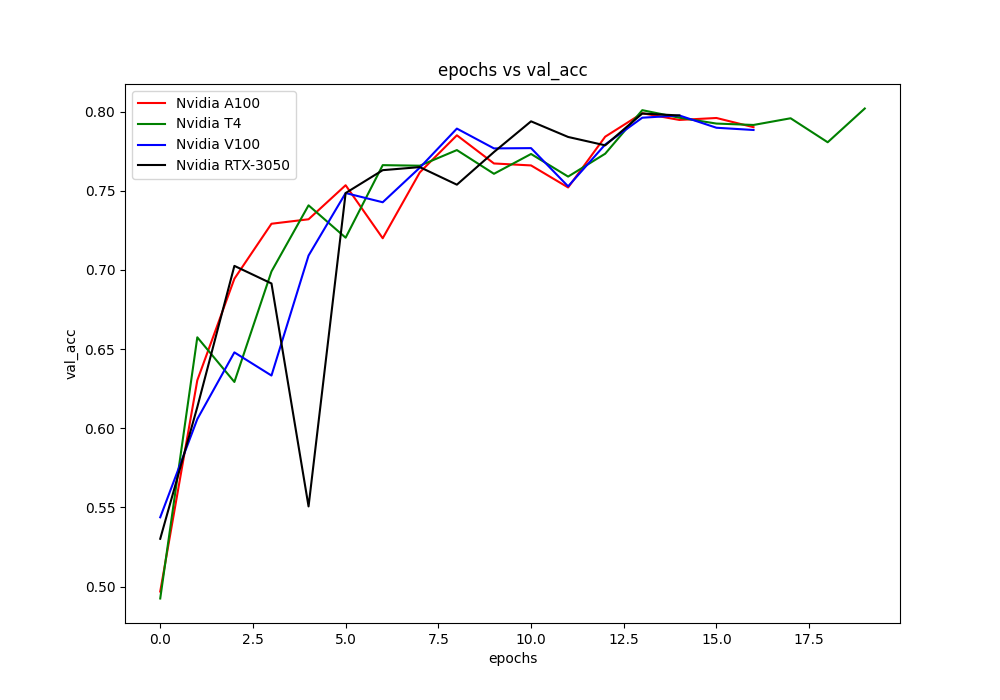 epochs vs val_acc
Nvidia A100
Nvidia T4
Nvidia V100
Nvidia RTX-3050
0.80
0.75
0.70
0.65
0.60
0.55
0.50
val_acc
0.0 2.5 5.0 7.5 10.0 12.5 15.0 17.5
epochs